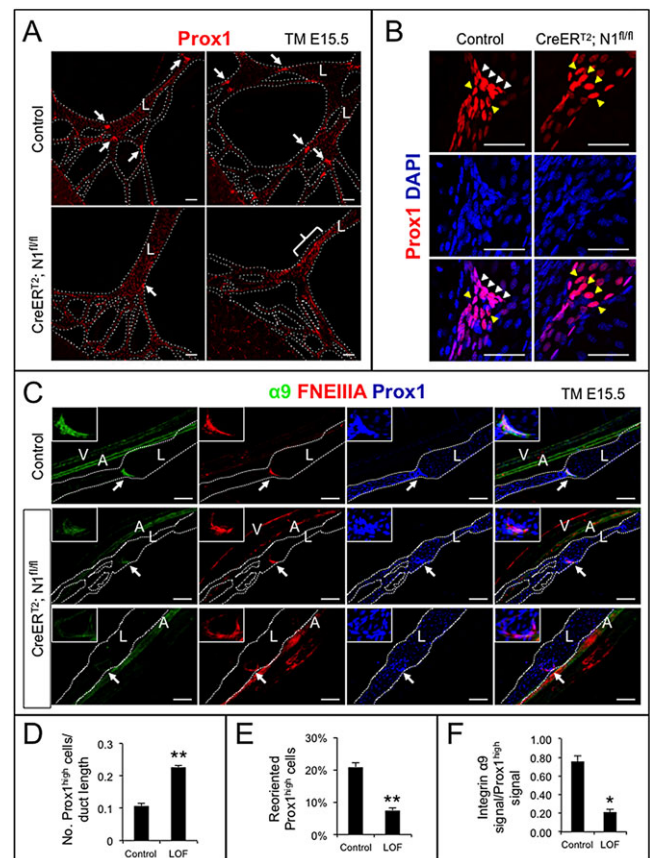 A
Prox1
TM E15.5
L
L
Control
L
L
CreERT2; N1fl/fl
B
Control
CreERT2; N1fl/fl
Prox1 DAPI
C
α9 FNEIIIA Prox1
TM E15.5
Control
V A L
L
L
V A L
CreERT2; N1fl/fl
A L
V A L
L
L
L A
L
L
L A
D
No. Prox1high cells/
duct length
0.3
0.2
0.1
0
**
Control LOF
E
Reoriented
Prox1high cells
30%
20%
10%
0%
**
Control LOF
F
Integrin α9
signal/Prox1high
signal
1.00
0.80
0.60
0.40
0.20
0.00
*
Control LOF